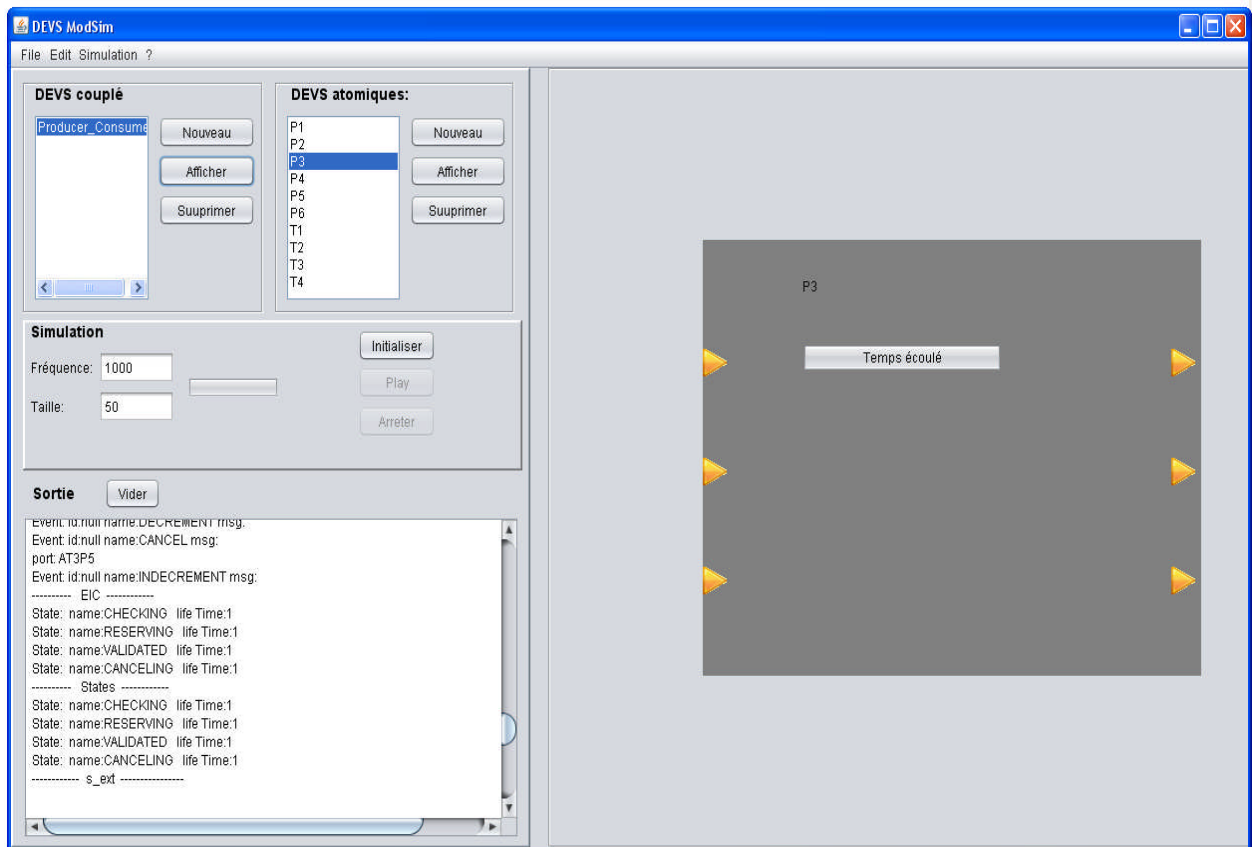 DEVS ModSim
File Edit Simulation ?
DEVS couplé
Producer_Consume
Nouveau
Afficher
Suuprimer
DEVS atomiques:
P1
P2
P3
P4
P5
P6
T1
T2
T3
T4
Nouveau
Afficher
Suuprimer
Simulation
Fréquence: 1000
Taille: 50
Initialiser
Play
Arreter
Sortie Vider
Event: id:null name:DECREMENT msg:
Event: id:null name:CANCEL msg:
port: AT3P5
Event: id:null name:INDECREMENT msg:
---------- EIC ------------
State: name:CHECKING life Time:1
State: name:RESERVING life Time:1
State: name:VALIDATED life Time:1
State: name:CANCELING life Time:1
---------- States ------------
State: name:CHECKING life Time:1
State: name:RESERVING life Time:1
State: name:VALIDATED life Time:1
State: name:CANCELING life Time:1
------------ s_ext ----------------
P3
Temps écoulé